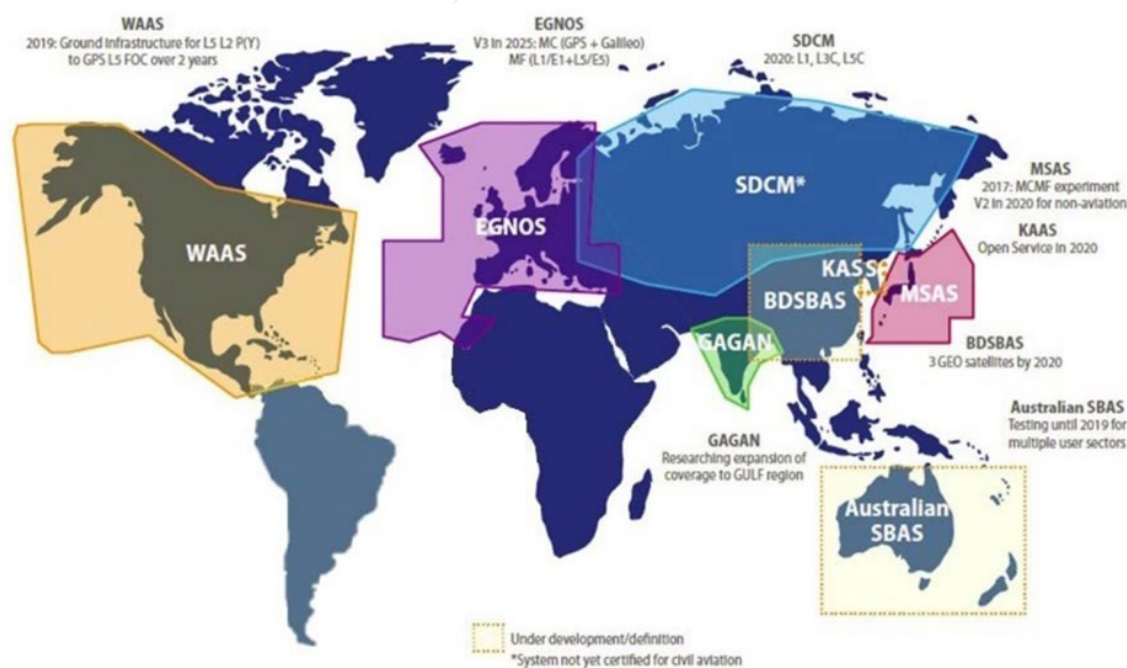 WAAS
2019: Ground Infrastructure for L5 L2 P(Y)
to GPS L5 FOC over 2 years
EGNOS
V3 in 2025: MC (GPS + Galileo)
MF (L1/E1+L5/E5)
SDCM
2020: L1, L3C, L5C
MSAS
2017: MCMF experiment
V2 in 2020 for non-aviation
KAAS
Open Service in 2020
SDCM*
EGNOS
WAAS
KASS
MSAS
BDSBAS
GAGAN
BDSBAS
3 GEO satellites by 2020
Australian SBAS
Testing until 2019 for
multiple user sectors
GAGAN
Researching expansion of
coverage to GULF region
Australian
SBAS
Under development/definition
*System not yet certified for civil aviation